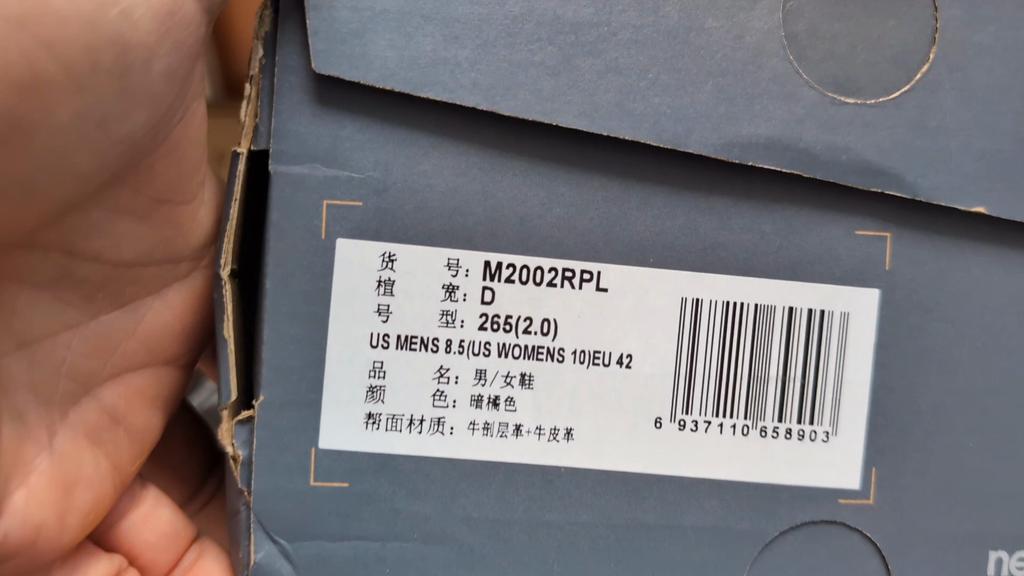 货 号: M2002RPL
楦 宽: D
号 型: 265(2.0)
US MENS 8.5(US WOMENS 10)EU 42
品 名: 男/女鞋
颜 色: 暗橘色
帮面材质: 牛剖层革+牛皮革
6 937110 658903
ne